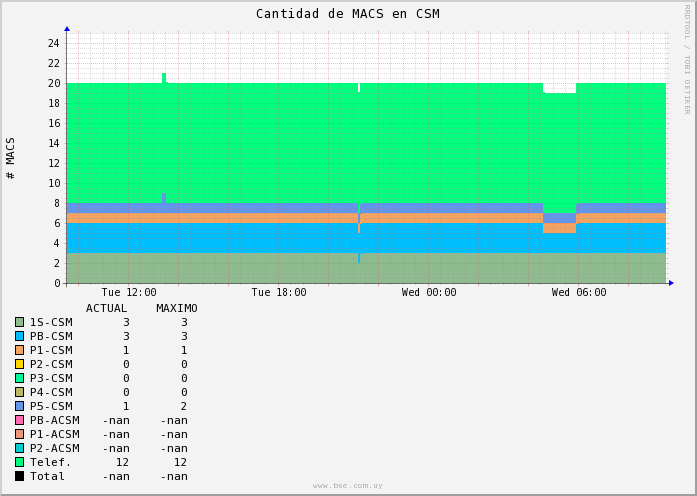 Cantidad de MACS en CSM
RRDTOOL / TOBI OETIKER
# MACS
24
22
20
18
16
14
12
10
8
6
4
2
0
Tue 12:00 Tue 18:00 Wed 00:00 Wed 06:00
ACTUAL MAXIMO
1S-CSM 3 3
PB-CSM 3 3
P1-CSM 1 1
P2-CSM 0 0
P3-CSM 0 0
P4-CSM 0 0
P5-CSM 1 2
PB-ACSM -nan -nan
P1-ACSM -nan -nan
P2-ACSM -nan -nan
Telef. 12 12
Total -nan -nan
www.bse.com.uy